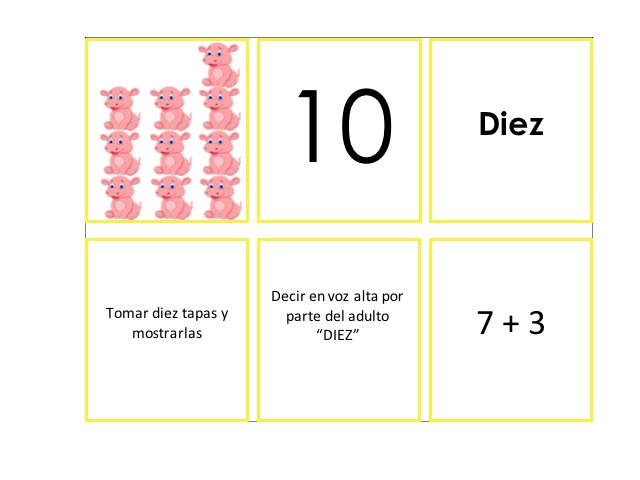 10
Diez
Tomar diez tapas y
mostrarlas
Decir en voz alta por
parte del adulto
“DIEZ”
7 + 3